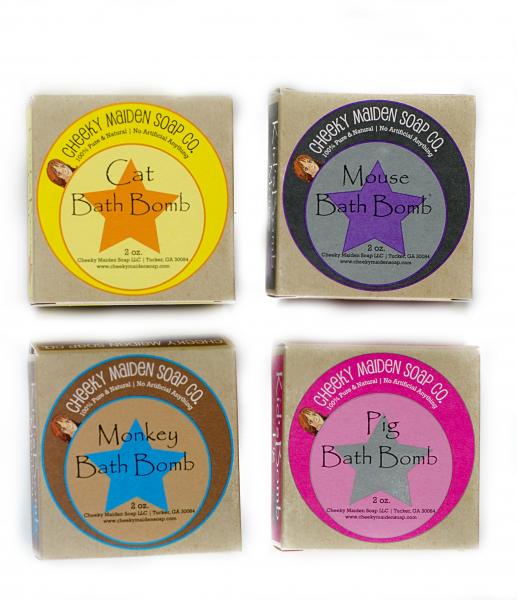 CHEEKY MAIDEN SOAP CO.
100% Pure & Natural | No Artificial Anything
Cat
Bath Bomb
2 oz.
Cheeky Maiden Soap LLC | Tucker, GA 30084
www.cheekymaidensoap.com
CHEEKY MAIDEN SOAP CO.
100% Pure & Natural | No Artificial Anything
Mouse
Bath Bomb
2 oz.
Cheeky Maiden Soap LLC | Tucker, GA 30084
www.cheekymaidensoap.com
CHEEKY MAIDEN SOAP CO.
CHEEKY MAIDEN SOAP CO.
100% Pure & Natural | No Artificial Anything
Monkey
Bath Bomb
2 oz.
Cheeky Maiden Soap LLC | Tucker, GA 30084
www.cheekymaidensoap.com
CHEEKY MAIDEN SOAP CO.
100% Pure & Natural | No Artificial Anything
Pig
Bath Bomb
2 oz.
Cheeky Maiden Soap LLC | Tucker, GA 30084
www.cheekymaidensoap.com